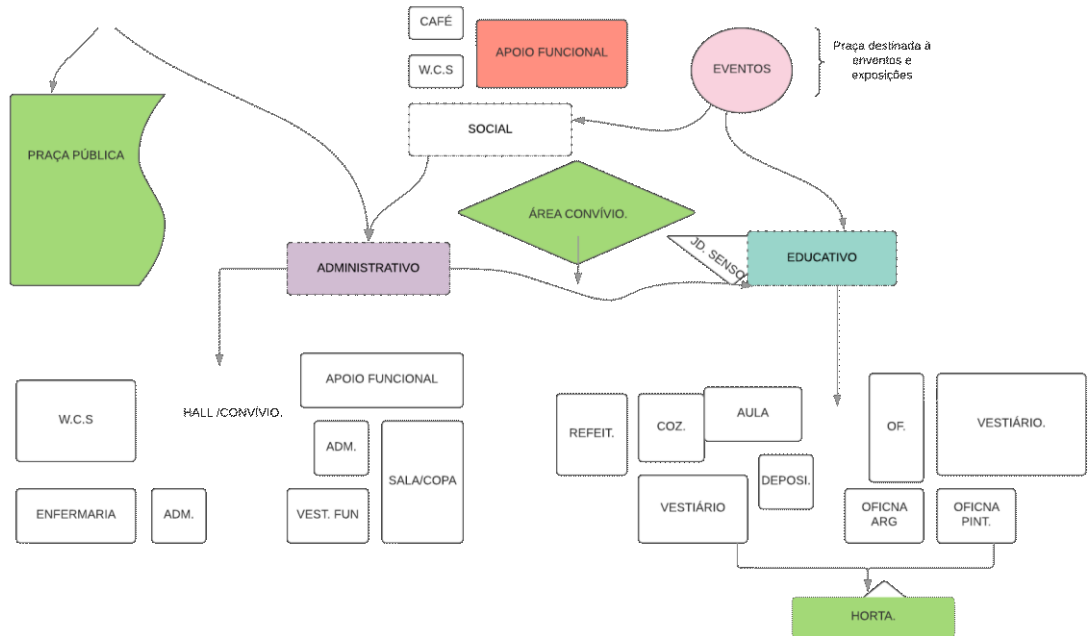 CAFÉ
APOIO FUNCIONAL
W.C.S
EVENTOS
Praça destinada à
enventos e
exposições
SOCIAL
PRAÇA PÚBLICA
ÁREA CONVÍVIO.
JD. SENSO
ADMINISTRATIVO
EDUCATIVO
APOIO FUNCIONAL
W.C.S
HALL /CONVÍVIO.
ADM.
SALA/COPA
ENFERMARIA
ADM.
VEST. FUN
REFEIT.
COZ.
AULA
OF.
VESTIÁRIO.
DEPOSI.
VESTIÁRIO
OFICNA
ARG
OFICNA
PINT.
HORTA.